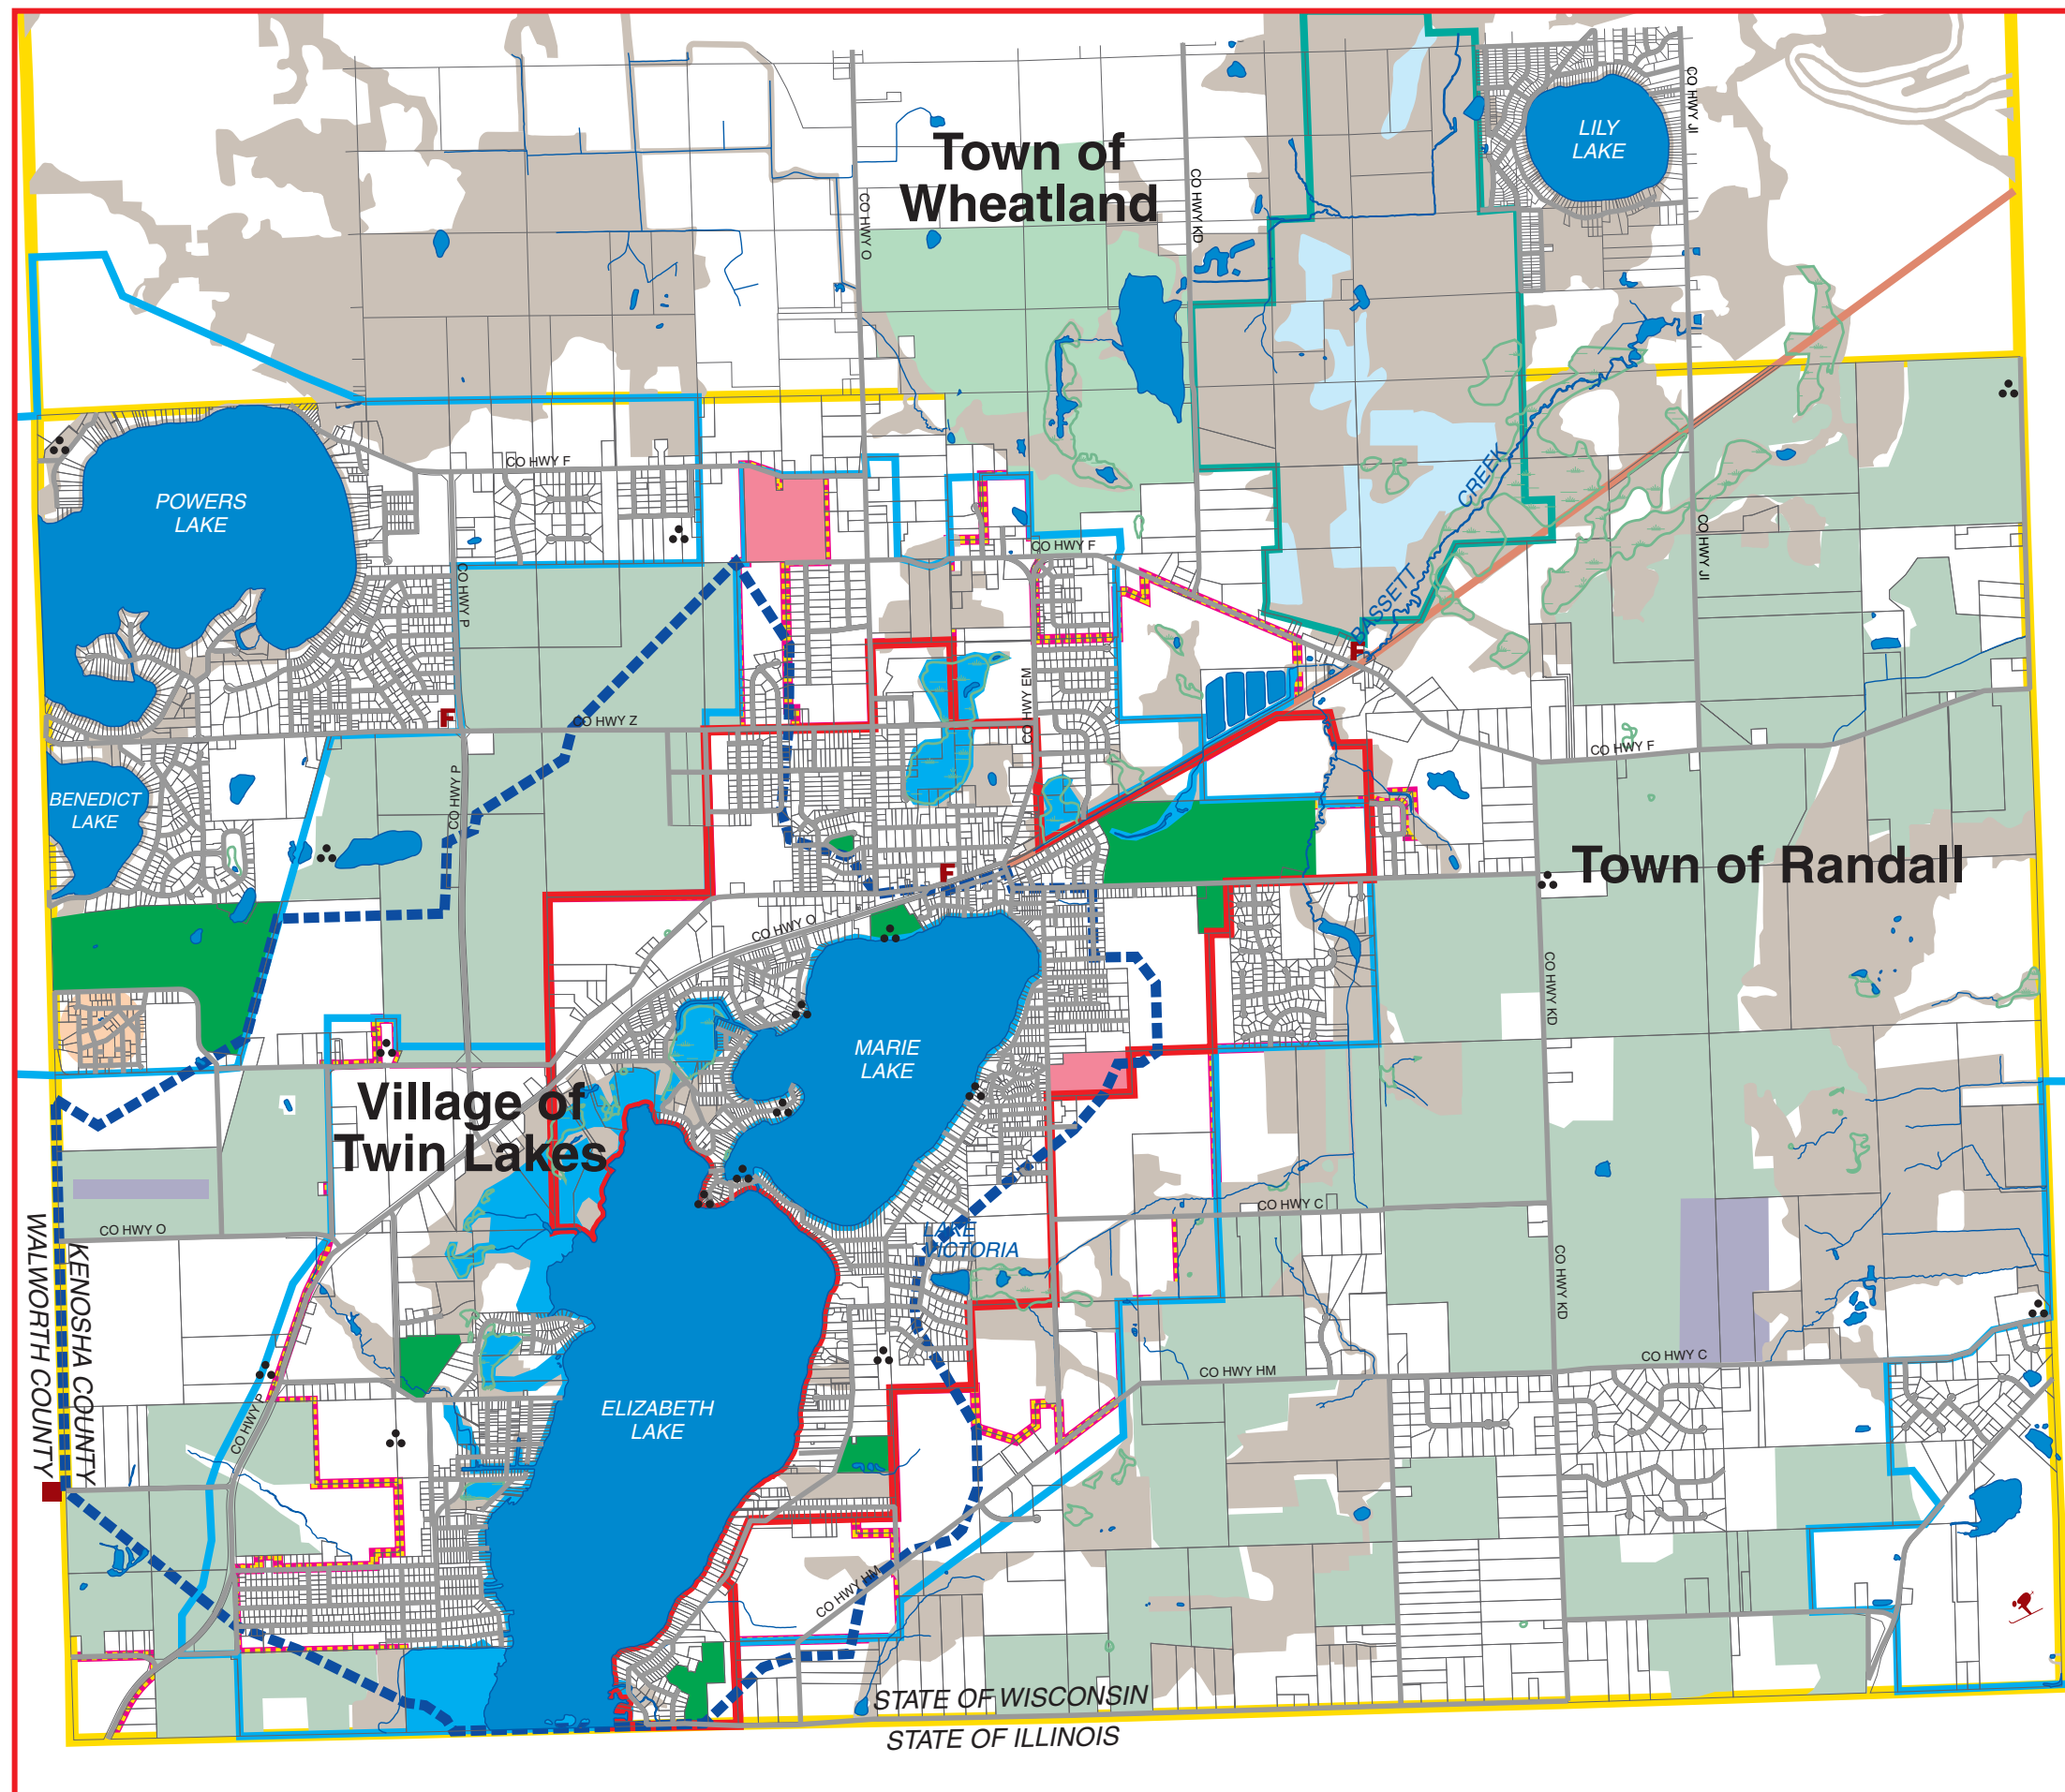 Town of
Wheatland
LILY
LAKE
CO HWY JI
CO HWY KD
CO HWY O
POWERS
LAKE
CO HWY F
CO HWY F
BASSETT
CREEK
CO HWY JI
CO HWY P
F
F
CO HWY Z
CO HWY EM
CO HWY F
BENEDICT
LAKE
CO HWY P
F
Town of Randall
CO HWY O
CO HWY KD
MARIE
LAKE
Village of
Twin Lakes
CO HWY C
CO HWY O
LAKE
VICTORIA
WALWORTH COUNTY
KENOSHA COUNTY
CO HWY KD
CO HWY HM
CO HWY C
CO HWY P
ELIZABETH
LAKE
CO HWY HM
STATE OF WISCONSIN
STATE OF ILLINOIS